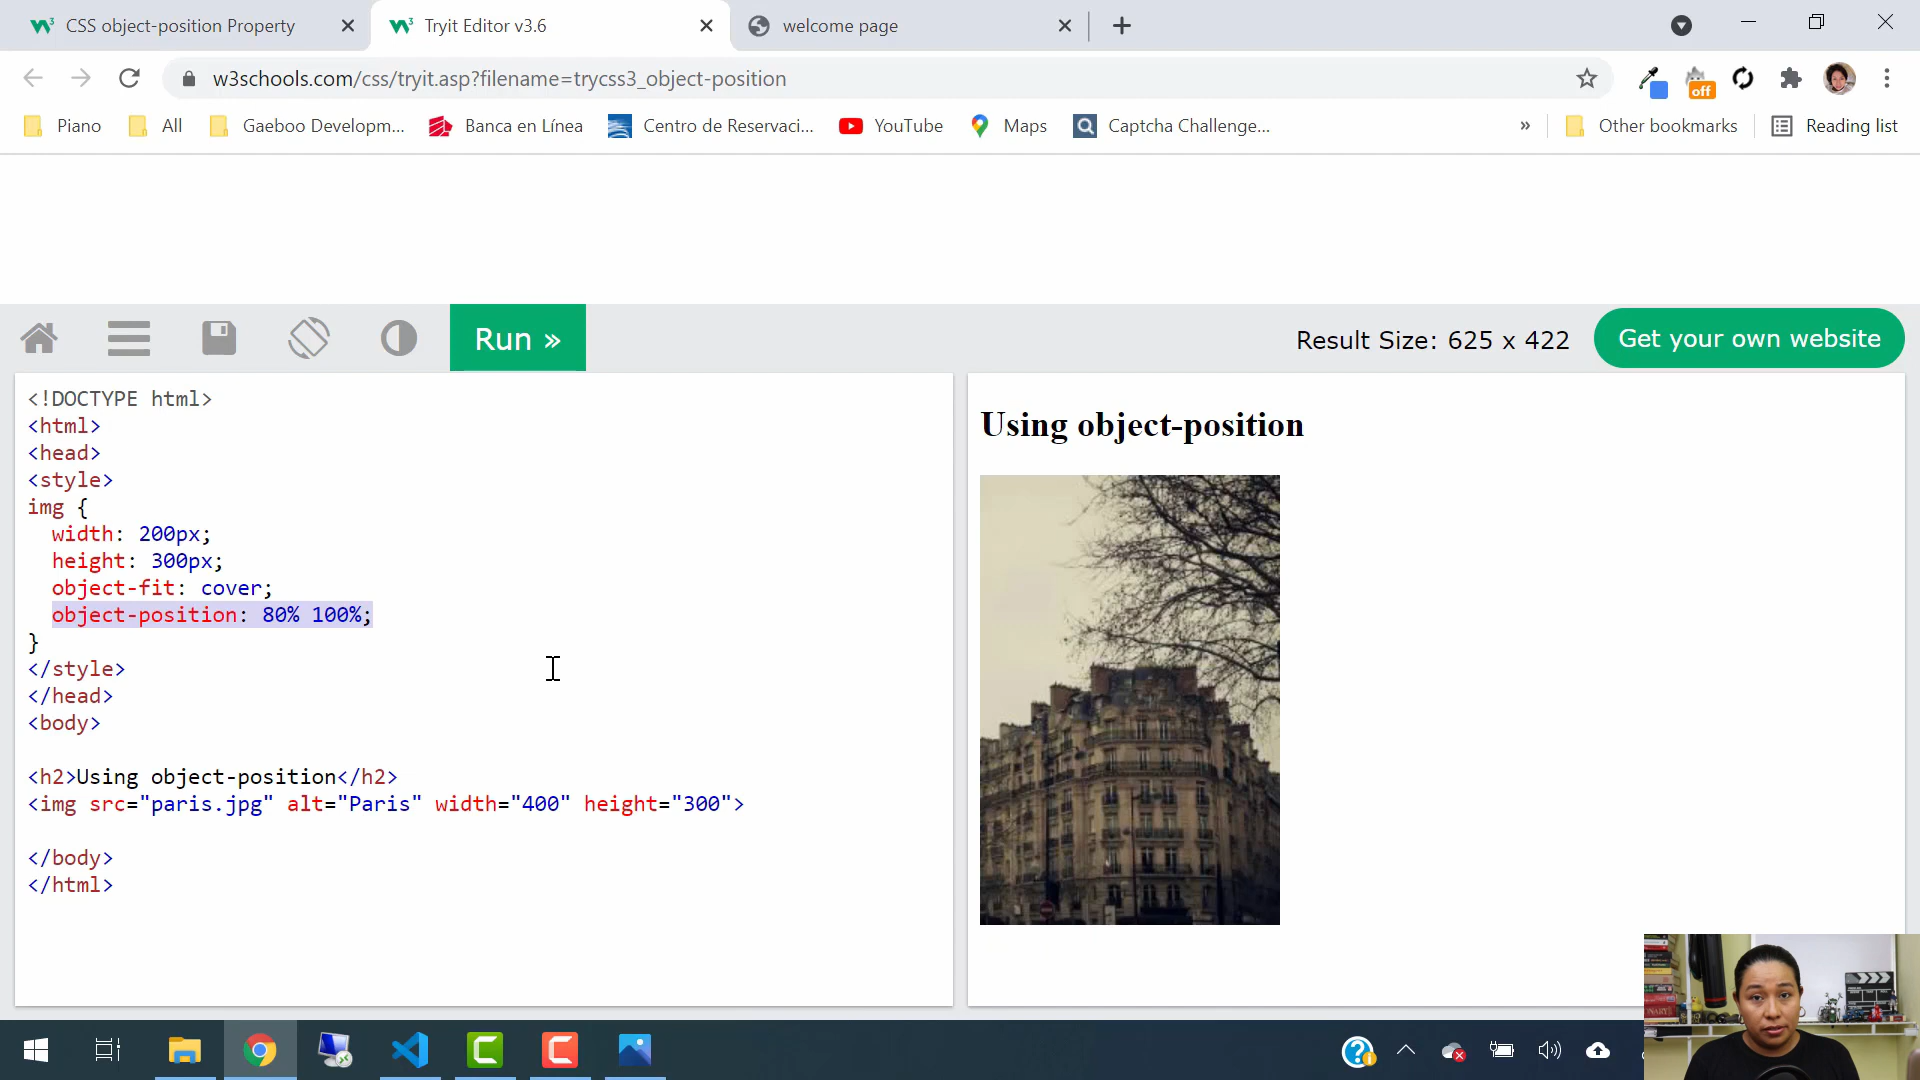 CSS object-position Property
Tryit Editor v3.6
welcome page
w3schools.com/css/tryit.asp?filename=trycss3_object-position
off
Piano
All
Gaeboo Developm...
Banca en Línea
Centro de Reservaci...
YouTube
Maps
Captcha Challenge...
»
Other bookmarks
Reading list
Run »
Result Size: 625 x 422
Get your own website
<!DOCTYPE html>
<html>
<head>
<style>
img {
width: 200px;
height: 300px;
object-fit: cover;
object-position: 80% 100%;
}
</style>
</head>
<body>
<h2>Using object-position</h2>
<img src="paris.jpg" alt="Paris" width="400" height="300">
</body>
</html>
Using object-position